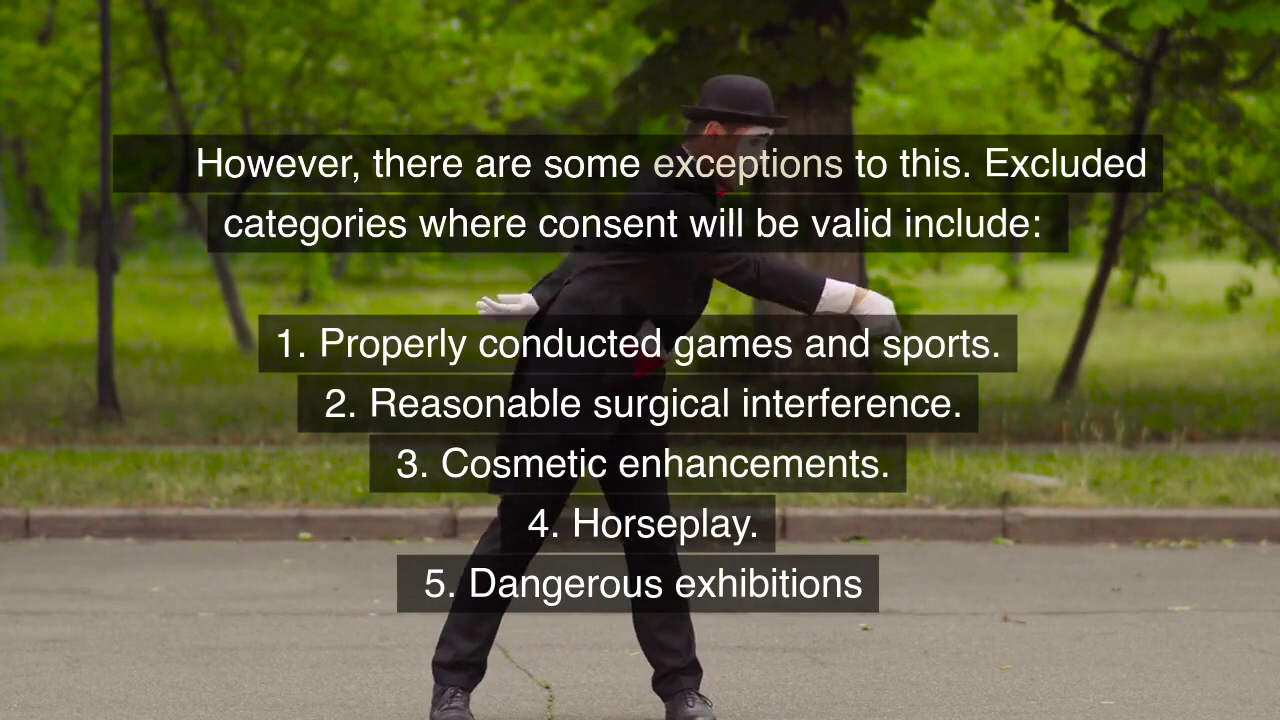 However, there are some exceptions to this. Excluded
categories where consent will be valid include:
1. Properly conducted games and sports.
2. Reasonable surgical interference.
3. Cosmetic enhancements.
4. Horseplay.
5. Dangerous exhibitions